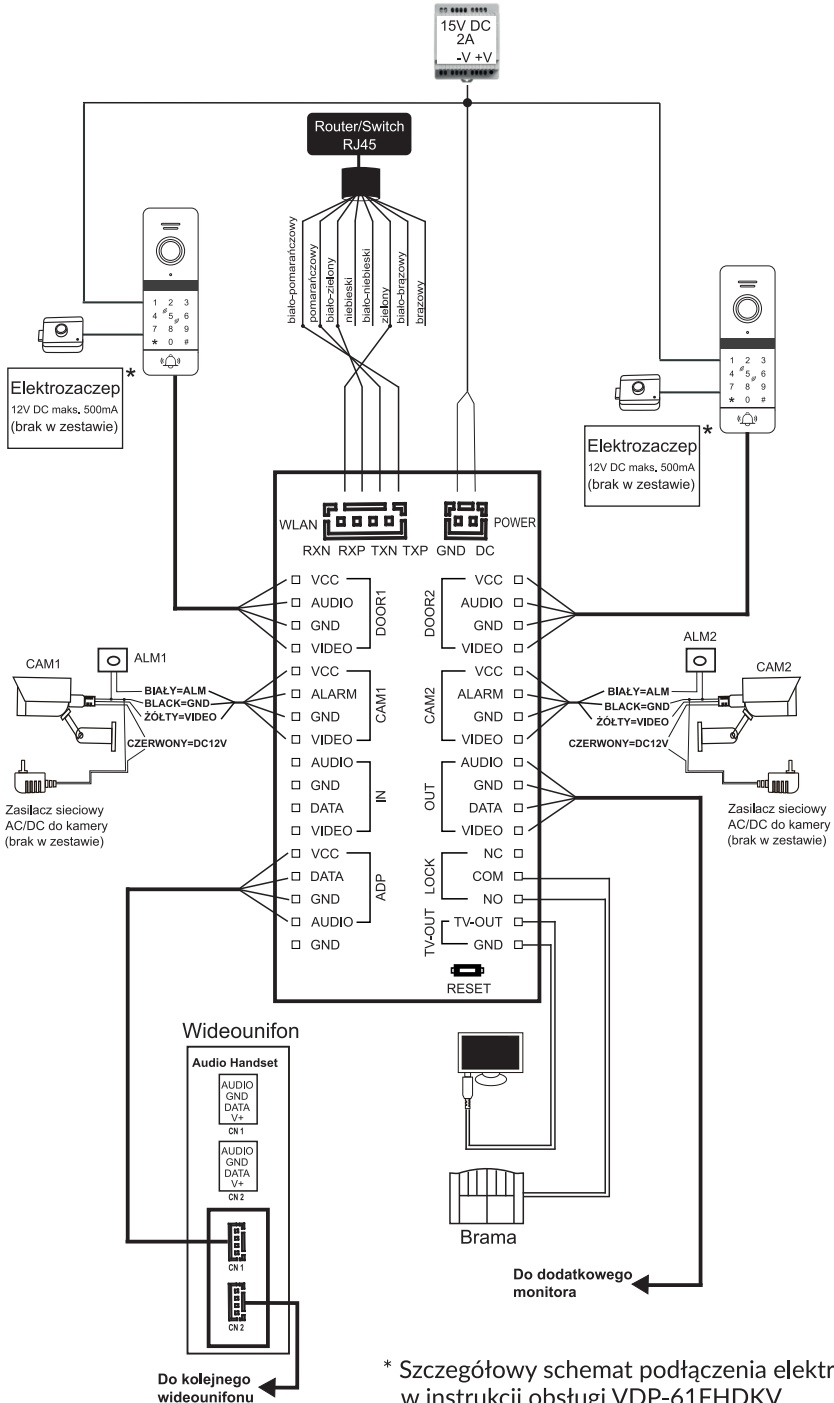 15V DC
2A
-V +V
Router/Switch
RJ45
biało-pomarańczowy
pomarańczowy
biało-zielony
niebieski
biało-niebieski
zielony
biało-brązowy
brązowy
1 2 3
4 5 6
7 8 9
* 0 #
1 2 3
4 5 6
7 8 9
* 0 #
*
Elektrozaczep
12V DC maks. 500mA
(brak w zestawie)
*
Elektrozaczep
12V DC maks. 500mA
(brak w zestawie)
WLAN
POWER
RXN RXP TXN TXP GND DC
VCC
AUDIO
GND
VIDEO
DOOR1
VCC
ALARM
GND
VIDEO
CAM1
AUDIO
GND
DATA
VIDEO
IN
VCC
DATA
GND
AUDIO
ADP
GND
DOOR2
VCC
AUDIO
GND
VIDEO
CAM2
VCC
ALARM
GND
VIDEO
OUT
AUDIO
GND
DATA
VIDEO
LOCK
NC
COM
NO
TV-OUT
TV-OUT
GND
RESET
CAM1
ALM1
BIAŁY=ALM
BLACK=GND
ŻÓŁTY=VIDEO
CZERWONY=DC12V
Zasilacz sieciowy
AC/DC do kamery
(brak w zestawie)
ALM2
CAM2
BIAŁY=ALM
BLACK=GND
ŻÓŁTY=VIDEO
CZERWONY=DC12V
Zasilacz sieciowy
AC/DC do kamery
(brak w zestawie)
Wideounifon
Audio Handset
AUDIO
GND
DATA
V+
CN 1
AUDIO
GND
DATA
V+
CN 2
CN 1
CN 2
Brama
Do dodatkowego
monitora
Do kolejnego
wideounifonu
* Szczegółowy schemat podłączenia elektr
w instrukcji obsługi VDP-61FHDKV